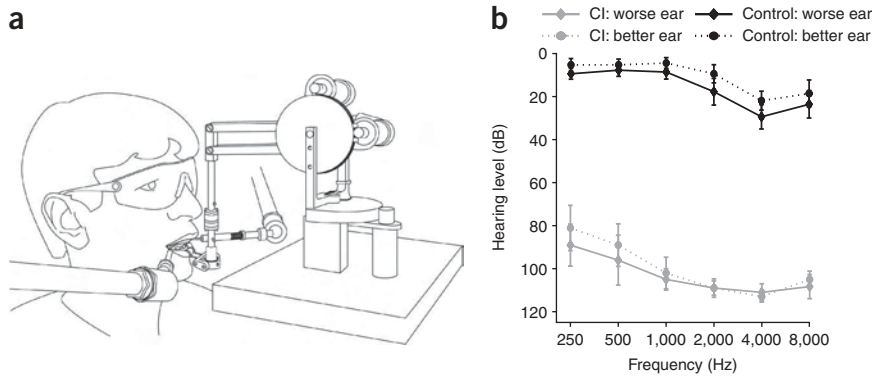 a
b
CI: worse ear
Control: worse ear
CI: better ear
Control: better ear
0
20
40
60
80
100
120
Hearing level (dB)
250 500 1,000 2,000 4,000 8,000
Frequency (Hz)